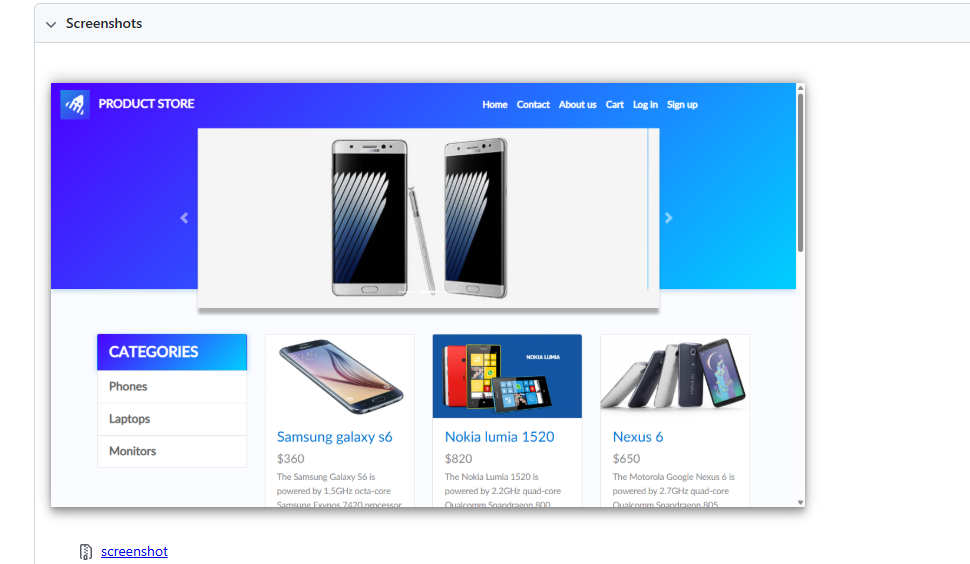 Screenshots
PRODUCT STORE
Home Contact About us Cart Log in Sign up
CATEGORIES
Phones
Laptops
Monitors
Samsung galaxy s6
$360
The Samsung Galaxy S6 is
powered by 1.5GHz octa-core
Samsung Exynos 7420 processor
NOKIA LUMIA
Nokia lumia 1520
$820
The Nokia Lumia 1520 is
powered by 2.2GHz quad-core
Qualcomm Snapdragon 800
Nexus 6
$650
The Motorola Google Nexus 6 is
powered by 2.7GHz quad-core
Qualcomm Snapdragon 805
screenshot